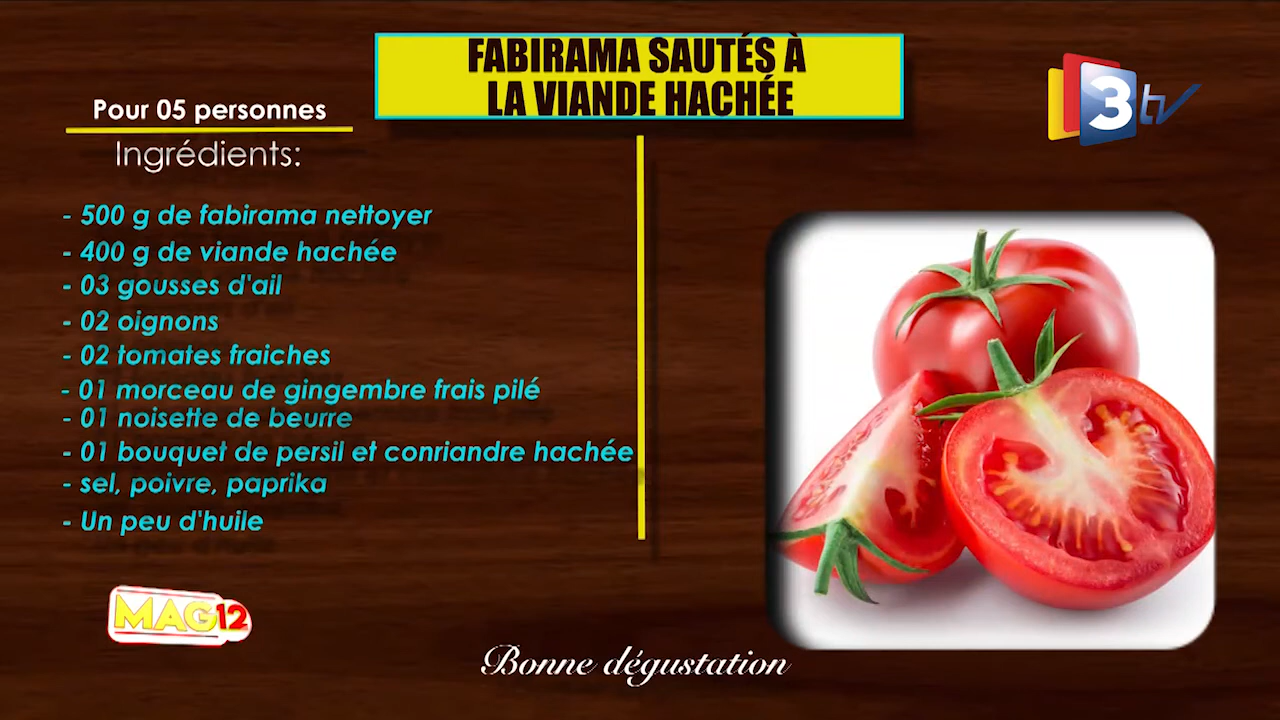 FABIRAMA SAUTÉS À
LA VIANDE HACHÉE
3tv
Pour 05 personnes
Ingrédients:
- 500 g de fabirama nettoyer
- 400 g de viande hachée
- 03 gousses d'ail
- 02 oignons
- 02 tomates fraiches
- 01 morceau de gingembre frais pilé
- 01 noisette de beurre
- 01 bouquet de persil et conriandre hachée
- sel, poivre, paprika
- Un peu d'huile
MAG12
Bonne dégustation